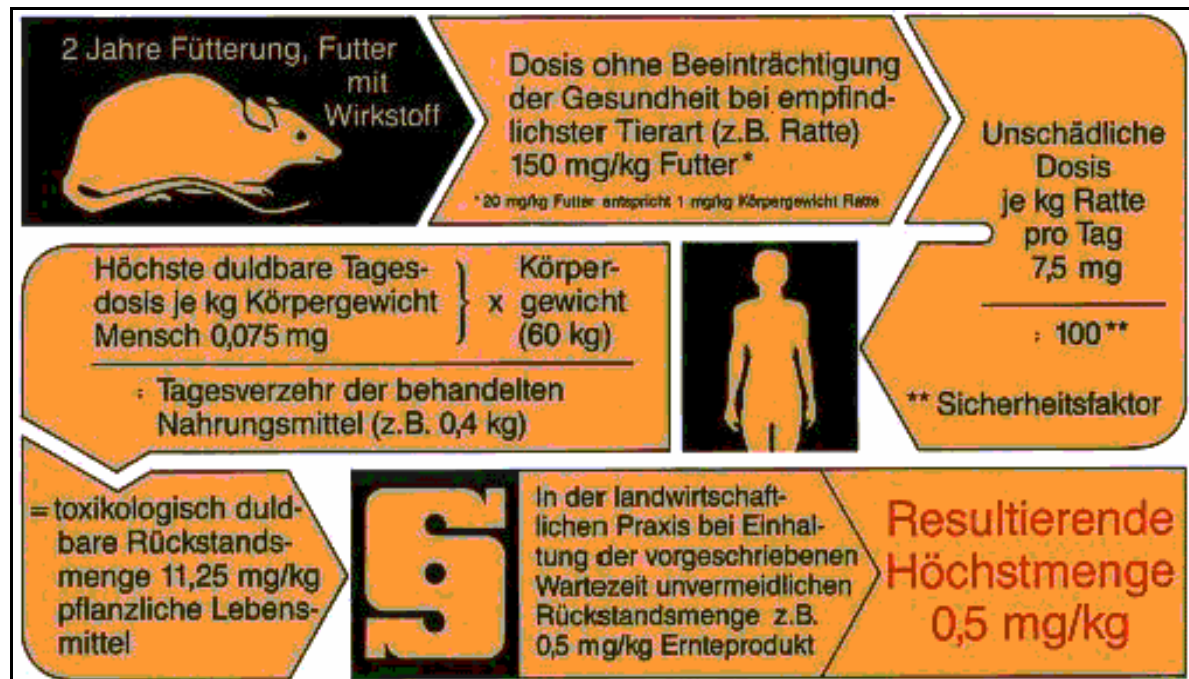 2 Jahre Fütterung, Futter
mit
Wirkstoff
Dosis ohne Beeinträchtigung
der Gesundheit bei empfind-
lichster Tierart (z.B. Ratte)
150 mg/kg Futter*
* 20 mg/kg Futter entspricht 1 mg/kg Körpergewicht Ratte
Unschädliche
Dosis
je kg Ratte
pro Tag
7,5 mg
: 100**
** Sicherheitsfaktor
Höchste duldbare Tages-
dosis je kg Körpergewicht
Mensch 0,075 mg
x
Körper-
gewicht
(60 kg)
: Tagesverzehr der behandelten
Nahrungsmittel (z.B. 0,4 kg)
= toxikologisch duld-
bare Rückstands-
menge 11,25 mg/kg
pflanzliche Lebens-
mittel
In der landwirtschaft-
lichen Praxis bei Einhal-
tung der vorgeschriebenen
Wartezeit unvermeidlichen
Rückstandsmenge z.B.
0,5 mg/kg Ernteprodukt
Resultierende
Höchstmenge
0,5 mg/kg